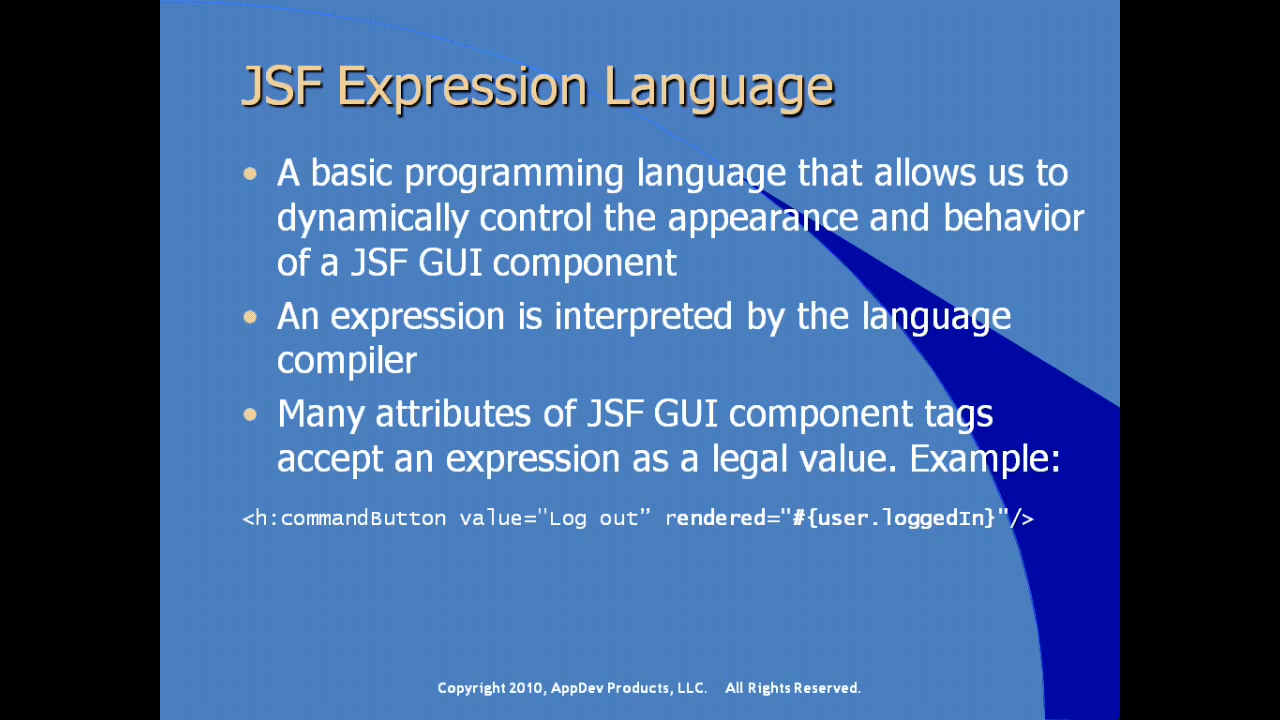 JSF Expression Language
• A basic programming language that allows us to
dynamically control the appearance and behavior
of a JSF GUI component
• An expression is interpreted by the language
compiler
• Many attributes of JSF GUI component tags
accept an expression as a legal value. Example:
<h:commandButton value="Log out” rendered="#{user.loggedIn}"/>
Copyright 2010, AppDev Products, LLC. All Rights Reserved.